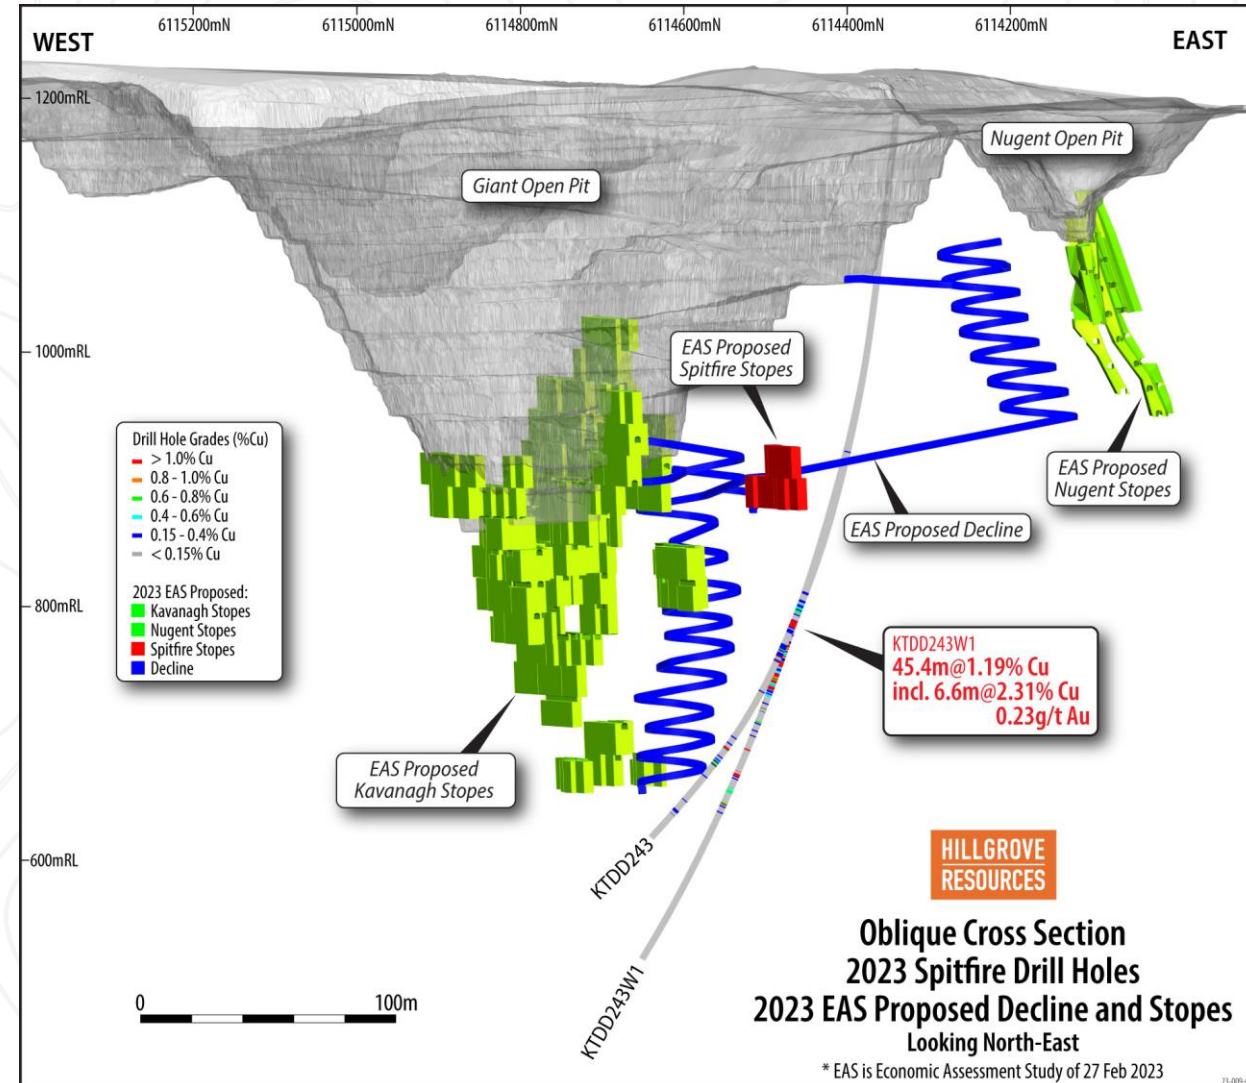 6115200mN
6115000mN
6114800mN
6114600mN
6114400mN
6114200mN
WEST
EAST
1200mRL
1000mRL
800mRL
600mRL
Giant Open Pit
Nugent Open Pit
EAS Proposed
Spitfire Stopes
EAS Proposed
Nugent Stopes
EAS Proposed Decline
Drill Hole Grades (%Cu)
> 1.0% Cu
0.8 - 1.0% Cu
0.6 - 0.8% Cu
0.4 - 0.6% Cu
0.15 - 0.4% Cu
< 0.15% Cu
2023 EAS Proposed:
Kavanagh Stopes
Nugent Stopes
Spitfire Stopes
Decline
KTDD243W1
45.4m@1.19% Cu
incl. 6.6m@2.31% Cu
0.23g/t Au
EAS Proposed
Kavanagh Stopes
KTDD243
KTDD243W1
0
100m
HILLGROVE
RESOURCES
Oblique Cross Section
2023 Spitfire Drill Holes
2023 EAS Proposed Decline and Stopes
Looking North-East
* EAS is Economic Assessment Study of 27 Feb 2023